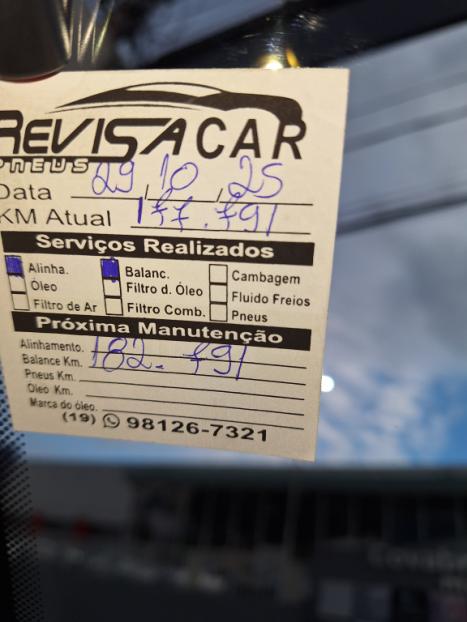 REVISACAR
PNEUS
Data 29/10/25
KM Atual 177.791
Serviços Realizados
Alinha. Balanc. Cambagem
Óleo Filtro d. Óleo Fluido Freios
Filtro de Ar Filtro Comb. Pneus
Próxima Manutenção
Alinhamento. 182.791
Balance Km.
Pneus Km.
Óleo Km.
Marca do óleo.
(19) 98126-7321